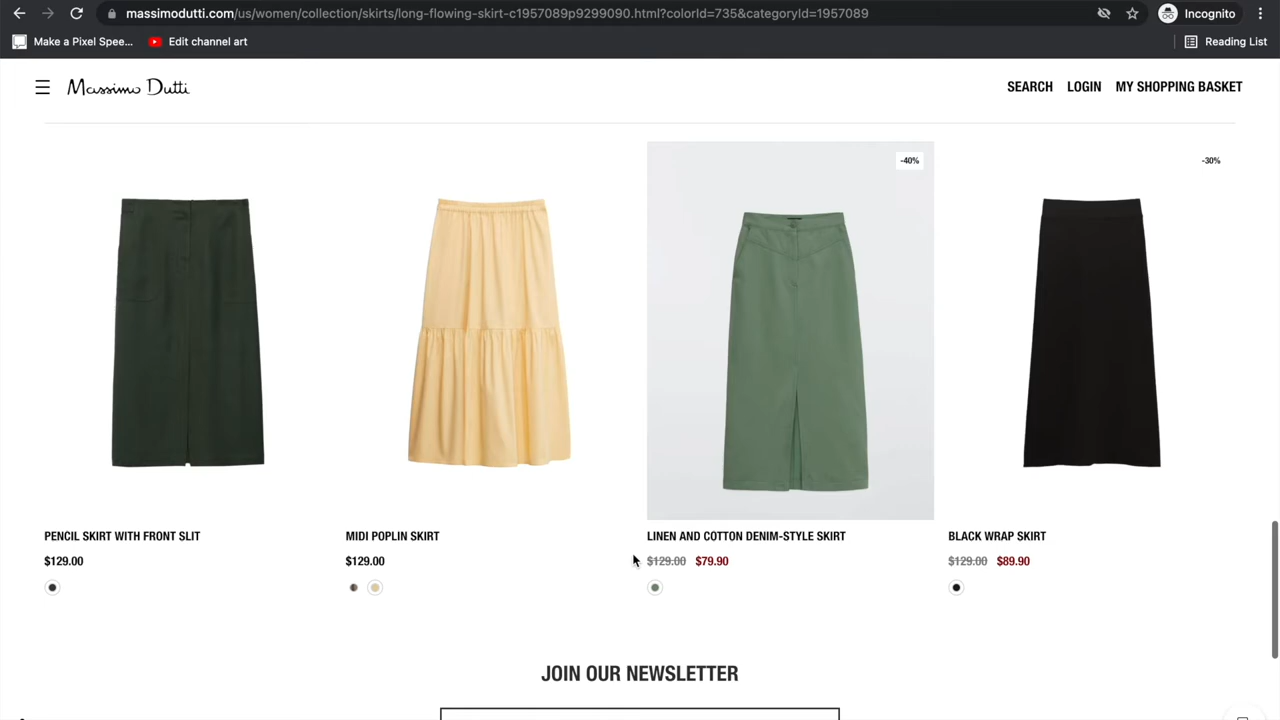 massimodutti.com/us/women/collection/skirts/long-flowing-skirt-c1957089p9299090.html?colorId=735&categoryId=1957089
Incognito
Make a Pixel Spee...
Edit channel art
Reading List
Massimo Dutti
SEARCH LOGIN MY SHOPPING BASKET
-40%
-30%
PENCIL SKIRT WITH FRONT SLIT
$129.00
MIDI POPLIN SKIRT
$129.00
LINEN AND COTTON DENIM-STYLE SKIRT
$129.00 $79.90
BLACK WRAP SKIRT
$129.00 $89.90
JOIN OUR NEWSLETTER